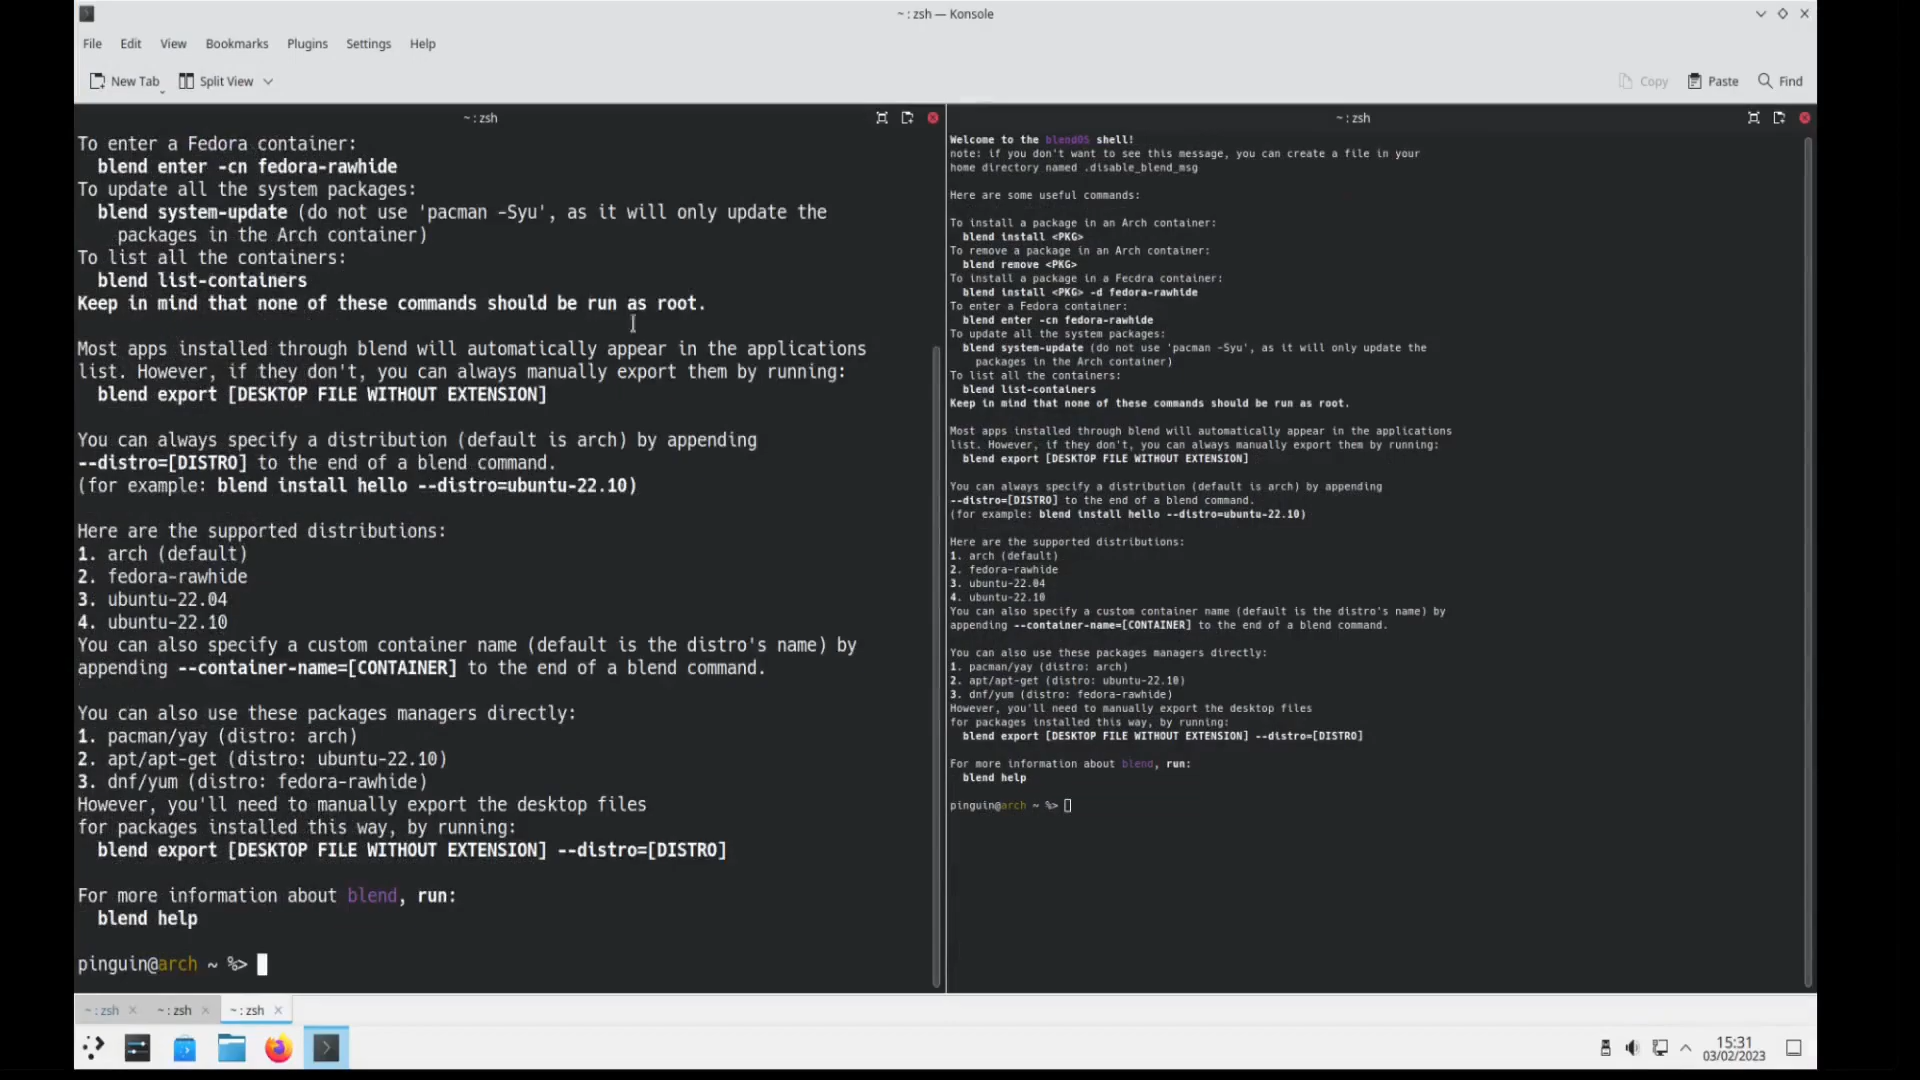 ~ : zsh — Konsole
File Edit View Bookmarks Plugins Settings Help
New Tab Split View Copy Paste Find
~ : zsh
To enter a Fedora container:
blend enter -cn fedora-rawhide
To update all the system packages:
blend system-update (do not use 'pacman -Syu', as it will only update the
packages in the Arch container)
To list all the containers:
blend list-containers
Keep in mind that none of these commands should be run as root.
Most apps installed through blend will automatically appear in the applications
list. However, if they don't, you can always manually export them by running:
blend export [DESKTOP FILE WITHOUT EXTENSION]
You can always specify a distribution (default is arch) by appending
--distro=[DISTRO] to the end of a blend command.
(for example: blend install hello --distro=ubuntu-22.10)
Here are the supported distributions:
1. arch (default)
2. fedora-rawhide
3. ubuntu-22.04
4. ubuntu-22.10
You can also specify a custom container name (default is the distro's name) by
appending --container-name=[CONTAINER] to the end of a blend command.
You can also use these packages managers directly:
1. pacman/yay (distro: arch)
2. apt/apt-get (distro: ubuntu-22.10)
3. dnf/yum (distro: fedora-rawhide)
However, you'll need to manually export the desktop files
for packages installed this way, by running:
blend export [DESKTOP FILE WITHOUT EXTENSION] --distro=[DISTRO]
For more information about blend, run:
blend help
pinguin@arch ~ %>
~ : zsh
Welcome to the blendOS shell!
note: if you don't want to see this message, you can create a file in your
home directory named .disable_blend_msg
Here are some useful commands:
To install a package in an Arch container:
blend install <PKG>
To remove a package in an Arch container:
blend remove <PKG>
To install a package in a Fecdra container:
blend install <PKG> -d fedora-rawhide
To enter a Fedora container:
blend enter -cn fedora-rawhide
To update all the system packages:
blend system-update (do not use 'pacman -Syu', as it will only update the
packages in the Arch container)
To list all the containers:
blend list-containers
Keep in mind that none of these commands should be run as root.
Most apps installed through blend will automatically appear in the applications
list. However, if they don't, you can always manually export them by running:
blend export [DESKTOP FILE WITHOUT EXTENSION]
You can always specify a distribution (default is arch) by appending
--distro=[DISTRO] to the end of a blend command.
(for example: blend install hello --distro=ubuntu-22.10)
Here are the supported distributions:
1. arch (default)
2. fedora-rawhide
3. ubuntu-22.04
4. ubuntu-22.10
You can also specify a custom container name (default is the distro's name) by
appending --container-name=[CONTAINER] to the end of a blend command.
You can also use these packages managers directly:
1. pacman/yay (distro: arch)
2. apt/apt-get (distro: ubuntu-22.10)
3. dnf/yum (distro: fedora-rawhide)
However, you'll need to manually export the desktop files
for packages installed this way, by running:
blend export [DESKTOP FILE WITHOUT EXTENSION] --distro=[DISTRO]
For more information about blend, run:
blend help
pinguin@arch ~ %>
~ : zsh ~ : zsh ~ : zsh
15:31
03/02/2023